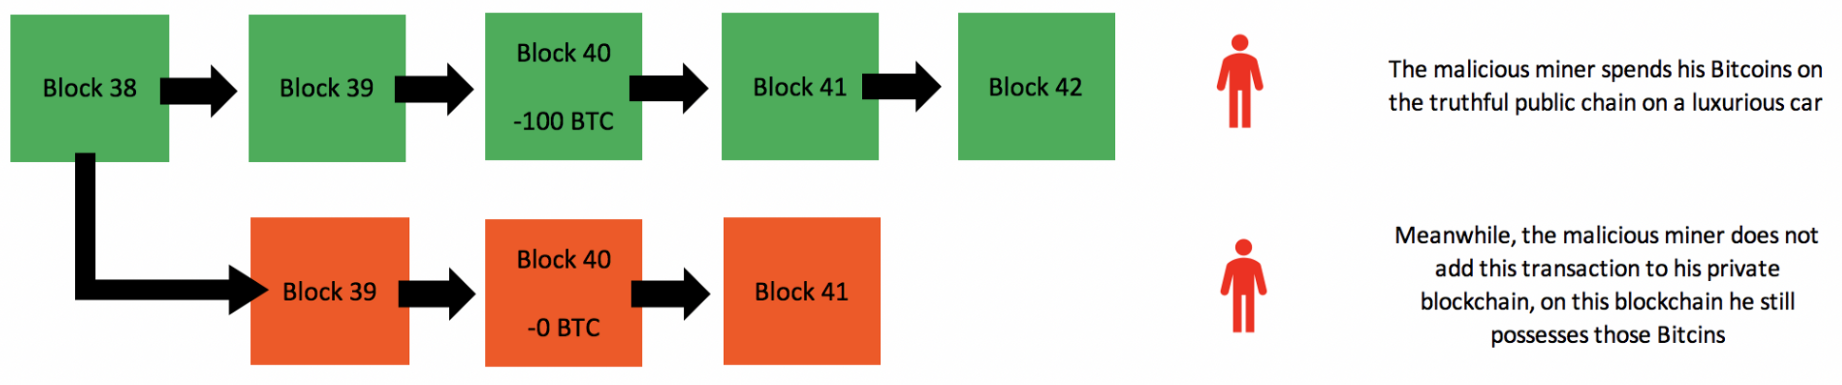 Block 38
Block 39
Block 40
-100 BTC
Block 41
Block 42
The malicious miner spends his Bitcoins on
the truthful public chain on a luxurious car
Block 39
Block 40
-0 BTC
Block 41
Meanwhile, the malicious miner does not
add this transaction to his private
blockchain, on this blockchain he still
possesses those Bitcins